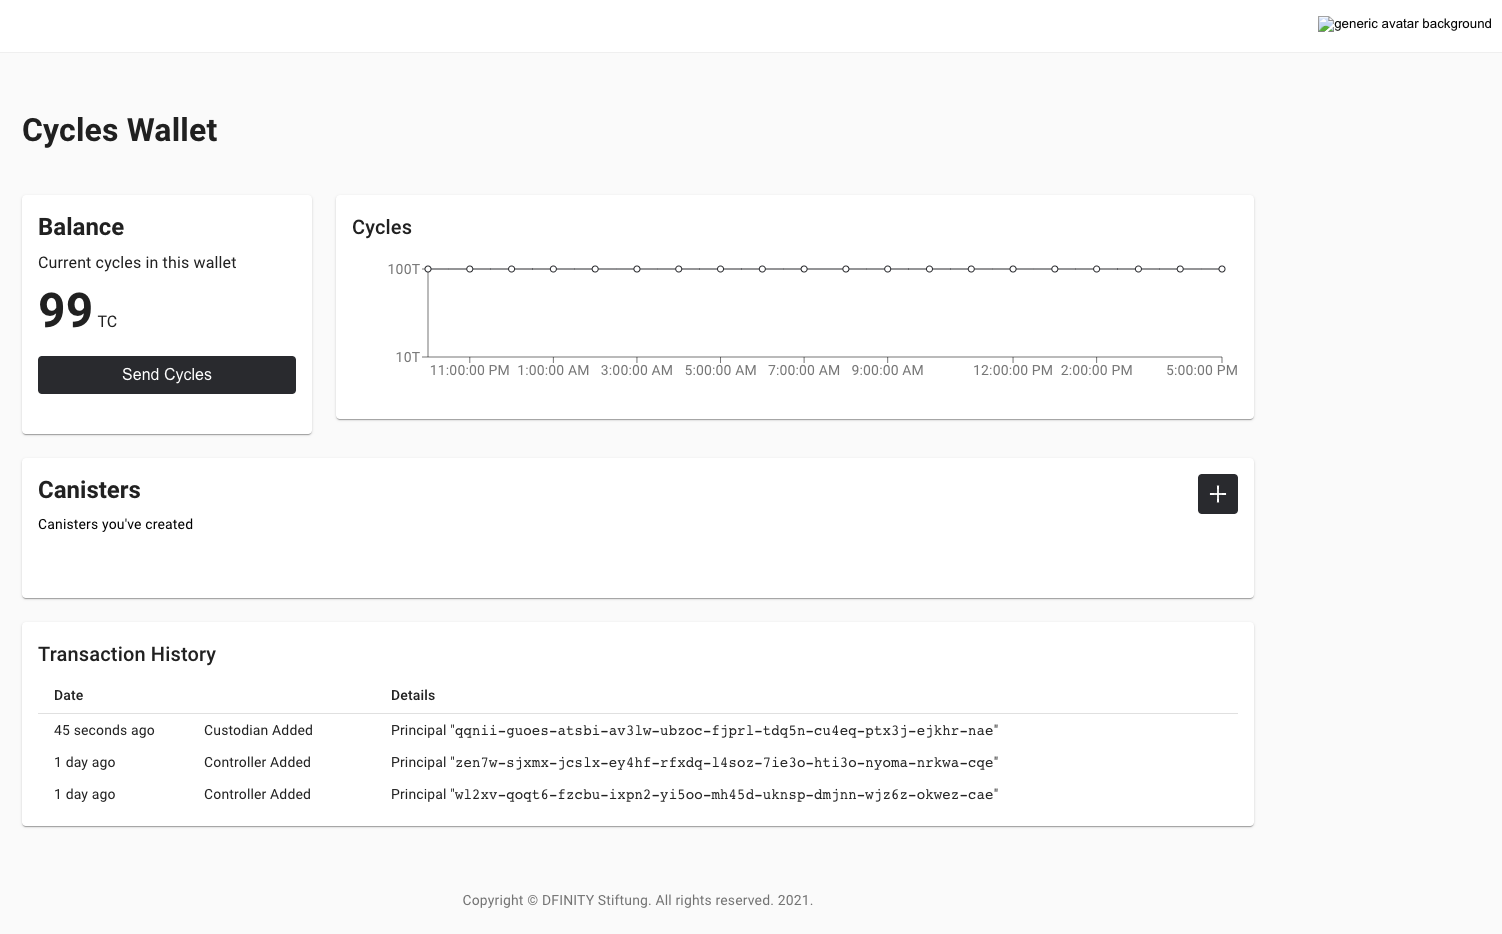 generic avatar background
Cycles Wallet
Balance
Current cycles in this wallet
99 TC
Send Cycles
Cycles
100T
10T
11:00:00 PM 1:00:00 AM 3:00:00 AM 5:00:00 AM 7:00:00 AM 9:00:00 AM 12:00:00 PM 2:00:00 PM 5:00:00 PM
Canisters
Canisters you've created
Transaction History
Date Details
45 seconds ago Custodian Added Principal "qqnii-guoes-atsbi-av3lw-ubzoc-fjprl-tdq5n-cu4eq-ptx3j-ejkhr-nae"
1 day ago Controller Added Principal "zen7w-sjxmx-jcslx-ey4hf-rfxdq-l4soz-7ie3o-hti3o-nyoma-nrkwa-cqe"
1 day ago Controller Added Principal "wl2xv-qoqt6-fzcbu-ixpn2-yi5oo-mh45d-uknsp-dmjnn-wjz6z-okwez-cae"
Copyright © DFINITY Stiftung. All rights reserved. 2021.